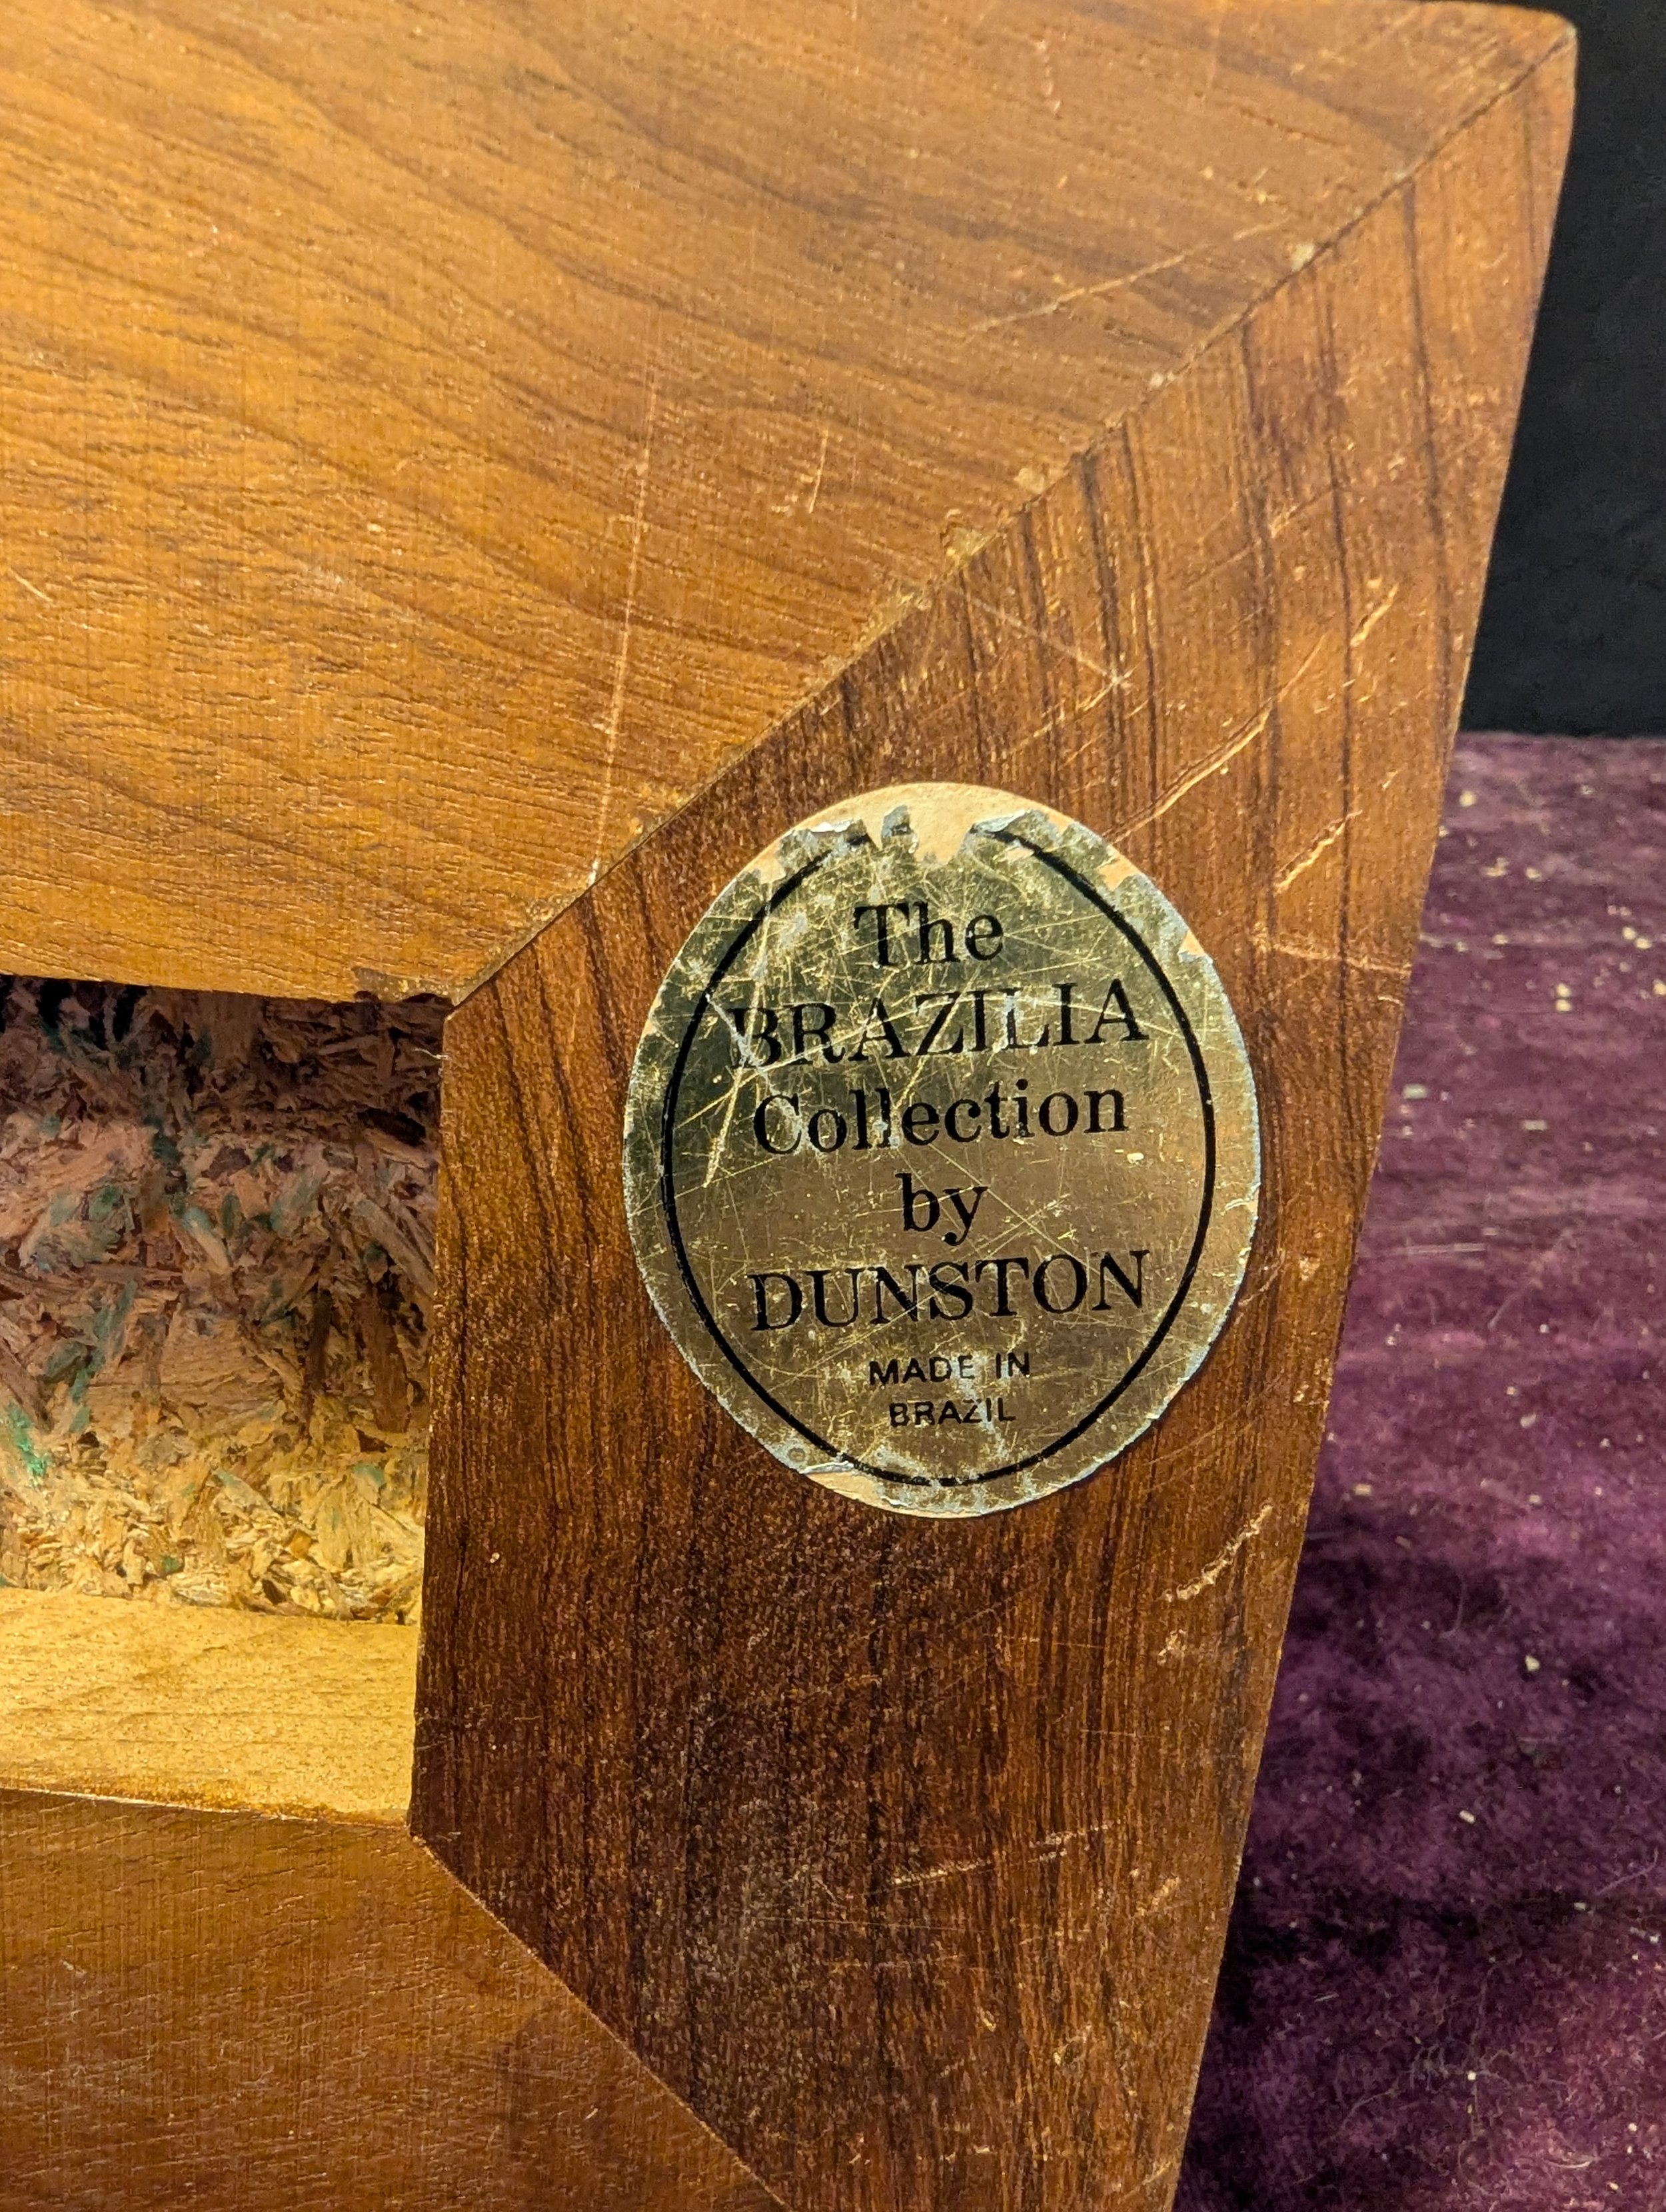 The
BRAZILIA
Collection
by
DUNSTON
MADE IN
BRAZIL